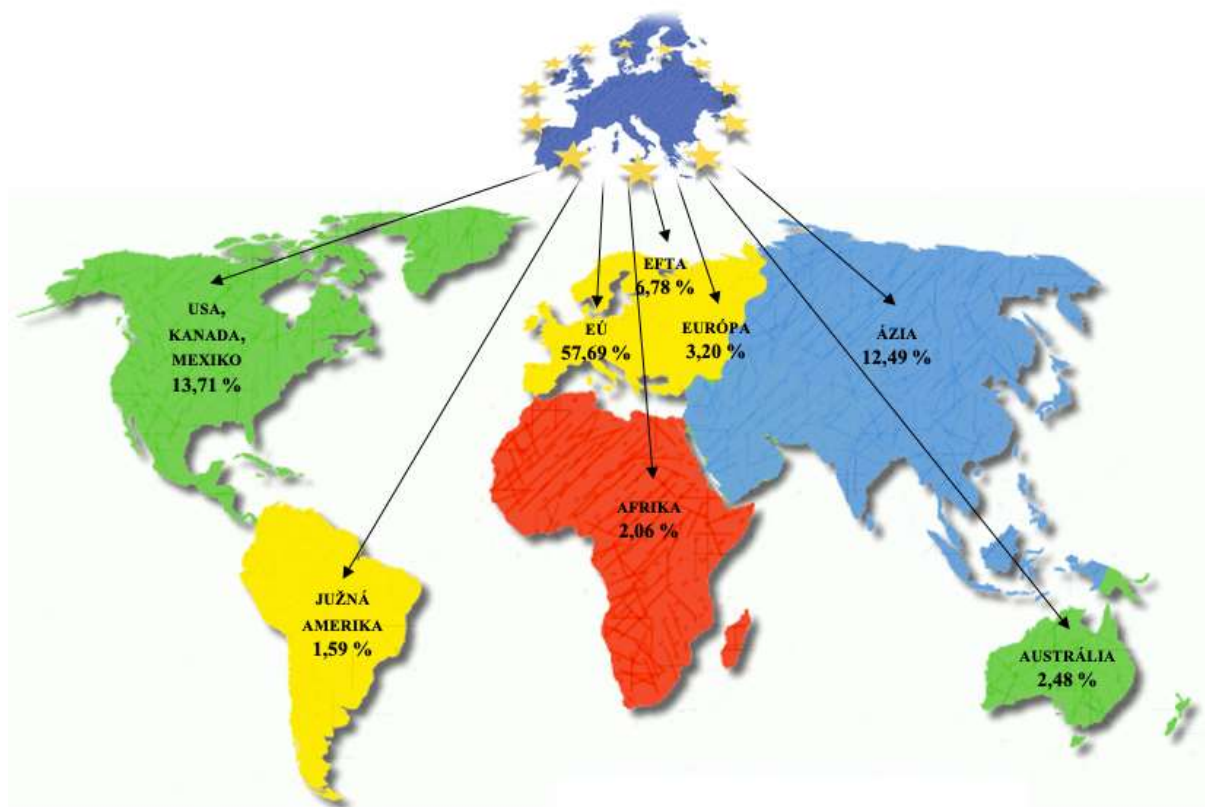 USA,
KANADA,
MEXIKO
13,71 %
JUŽNÁ
AMERIKA
1,59 %
EFTA
6,78 %
EÚ
57,69 %
EURÓPA
3,20 %
AFRIKA
2,06 %
ÁZIA
12,49 %
AUSTRÁLIA
2,48 %